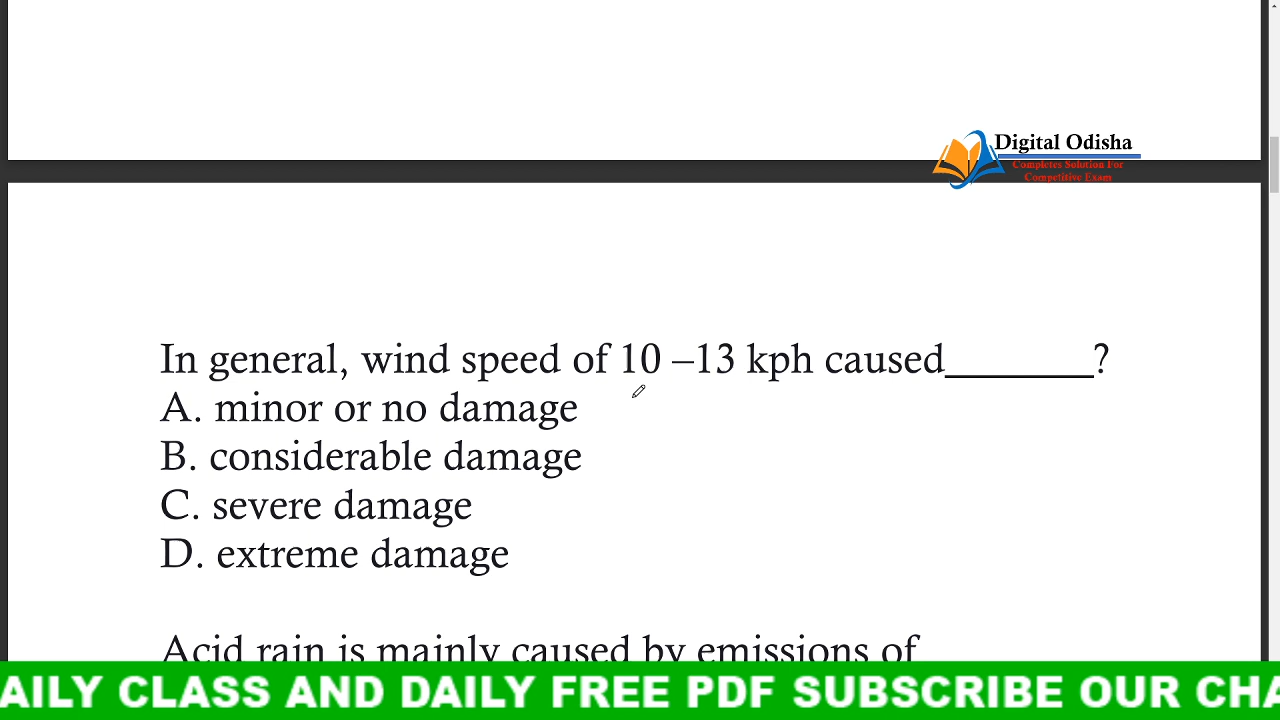 Digital Odisha
Completes Solution For
Competitive Exam
In general, wind speed of 10 –13 kph caused_______?
A. minor or no damage
B. considerable damage
C. severe damage
D. extreme damage
Acid rain is mainly caused by emissions of
AILY CLASS AND DAILY FREE PDF SUBSCRIBE OUR CHA